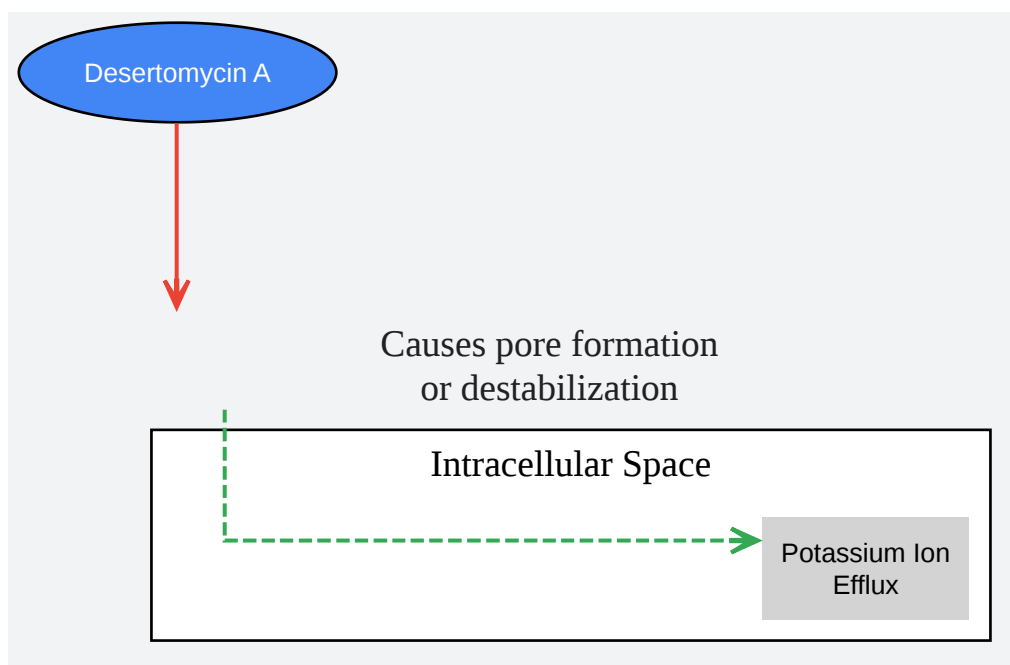 Desertomycin A
Causes pore formation
or destabilization
Intracellular Space
Potassium Ion
Efflux